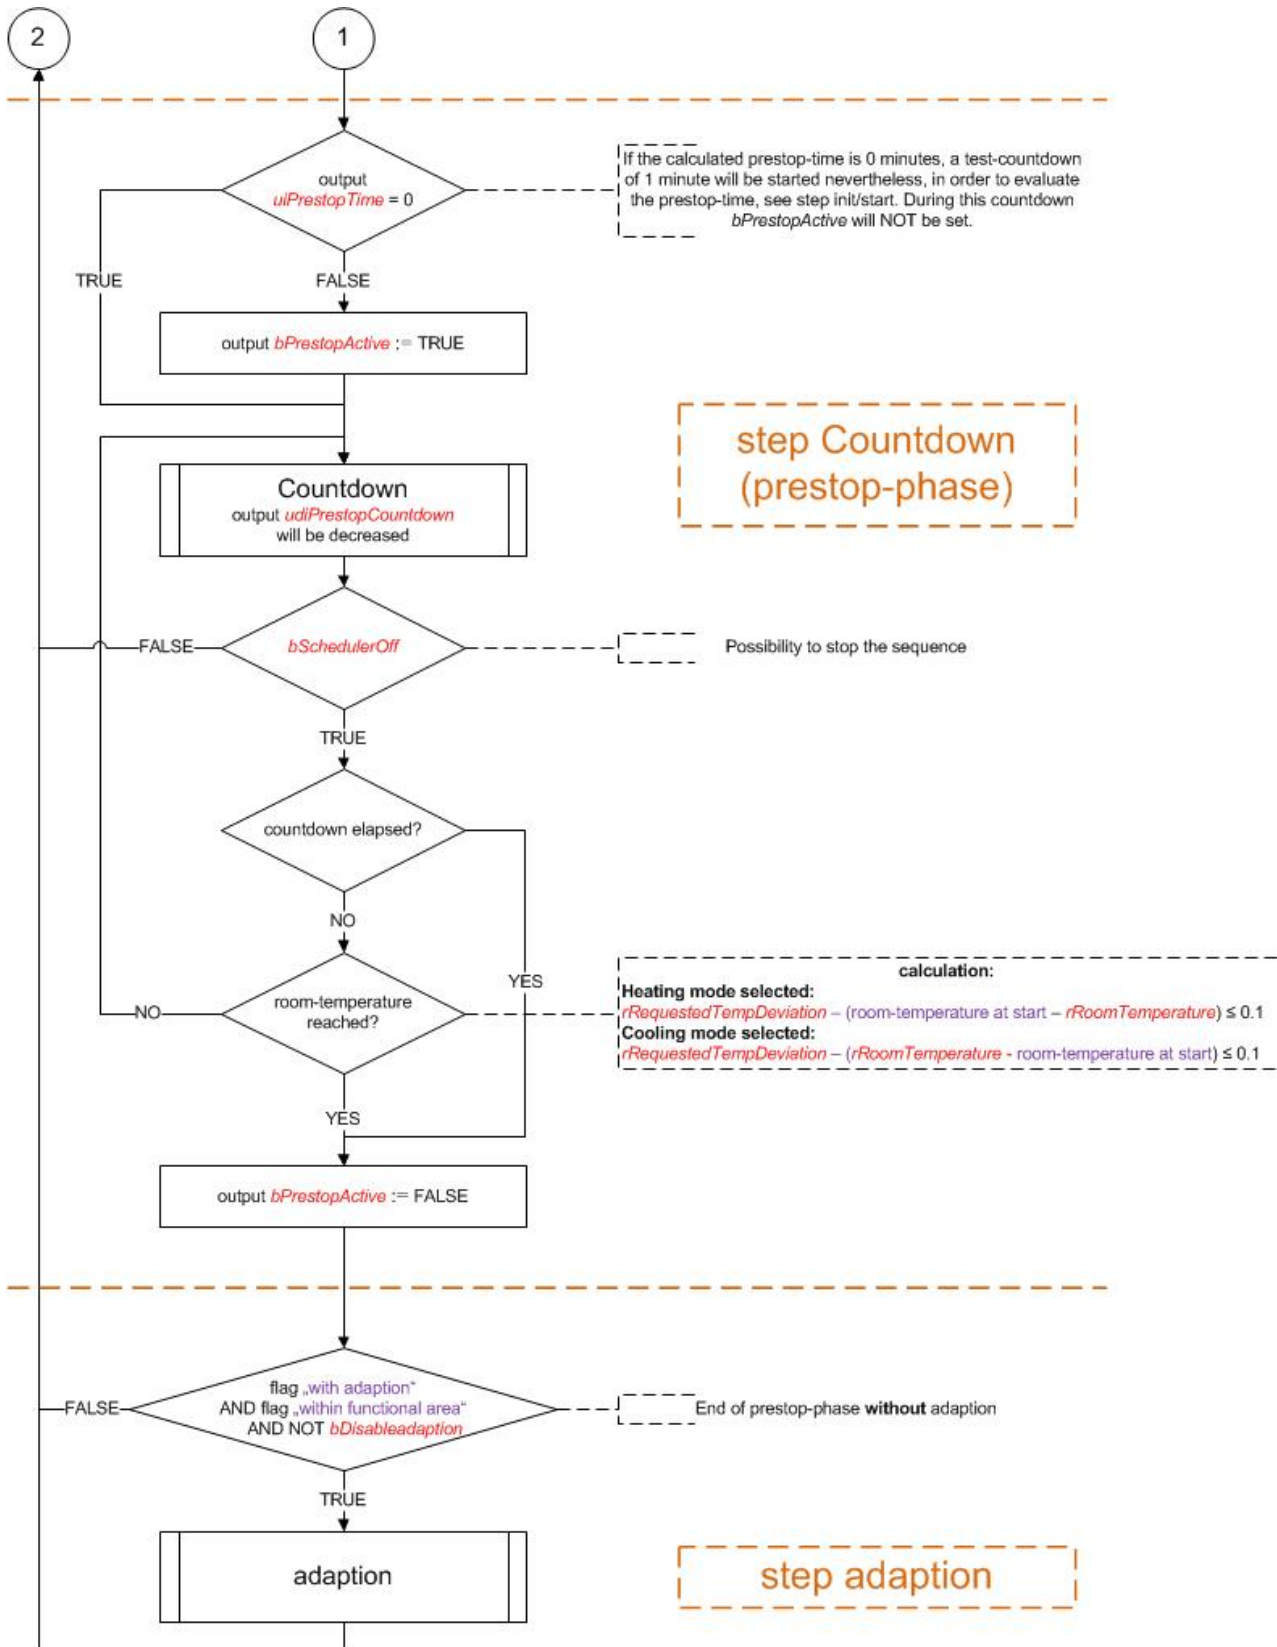 2
1
output
uiPrestopTime = 0
If the calculated prestop-time is 0 minutes, a test-countdown
of 1 minute will be started nevertheless, in order to evaluate
the prestop-time, see step init/start. During this countdown
bPrestopActive will NOT be set.
TRUE
FALSE
output bPrestopActive := TRUE
step Countdown
(prestop-phase)
Countdown
output udiPrestopCountdown
will be decreased
FALSE
bSchedulerOff
Possibility to stop the sequence
TRUE
countdown elapsed?
NO
YES
room-temperature
reached?
NO
calculation:
Heating mode selected:
rRequestedTempDeviation – (room-temperature at start – rRoomTemperature) ≤ 0.1
Cooling mode selected:
rRequestedTempDeviation – (rRoomTemperature - room-temperature at start) ≤ 0.1
YES
output bPrestopActive := FALSE
flag „with adaption“
AND flag „within functional area“
AND NOT bDisableadaption
FALSE
End of prestop-phase without adaption
TRUE
adaption
step adaption